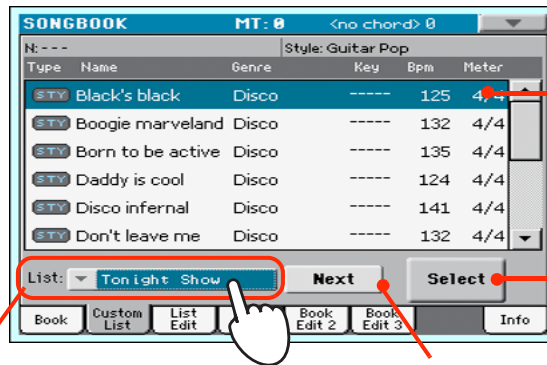 SONGBOOK MT: 0 <no chord> 0
N: - - - Style: Guitar Pop
Type Name Genre Key Bpm Meter
STY Black's black Disco ----- 125 4/4
STY Boogie marveland Disco ----- 132 4/4
STY Born to be active Disco ----- 135 4/4
STY Daddy is cool Disco ----- 124 4/4
STY Disco infernal Disco ----- 141 4/4
STY Don't leave me Disco ----- 132 4/4
List: Tonight Show Next Select
Book Custom List List Edit Book Edit 2 Book Edit 3 Info